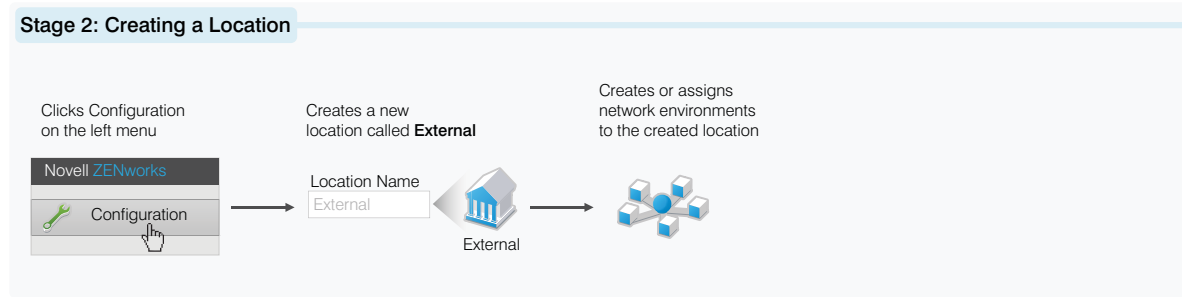 Stage 2: Creating a Location
Clicks Configuration
on the left menu
Novell ZENworks
Configuration
Creates a new
location called External
Location Name
External
External
Creates or assigns
network environments
to the created location